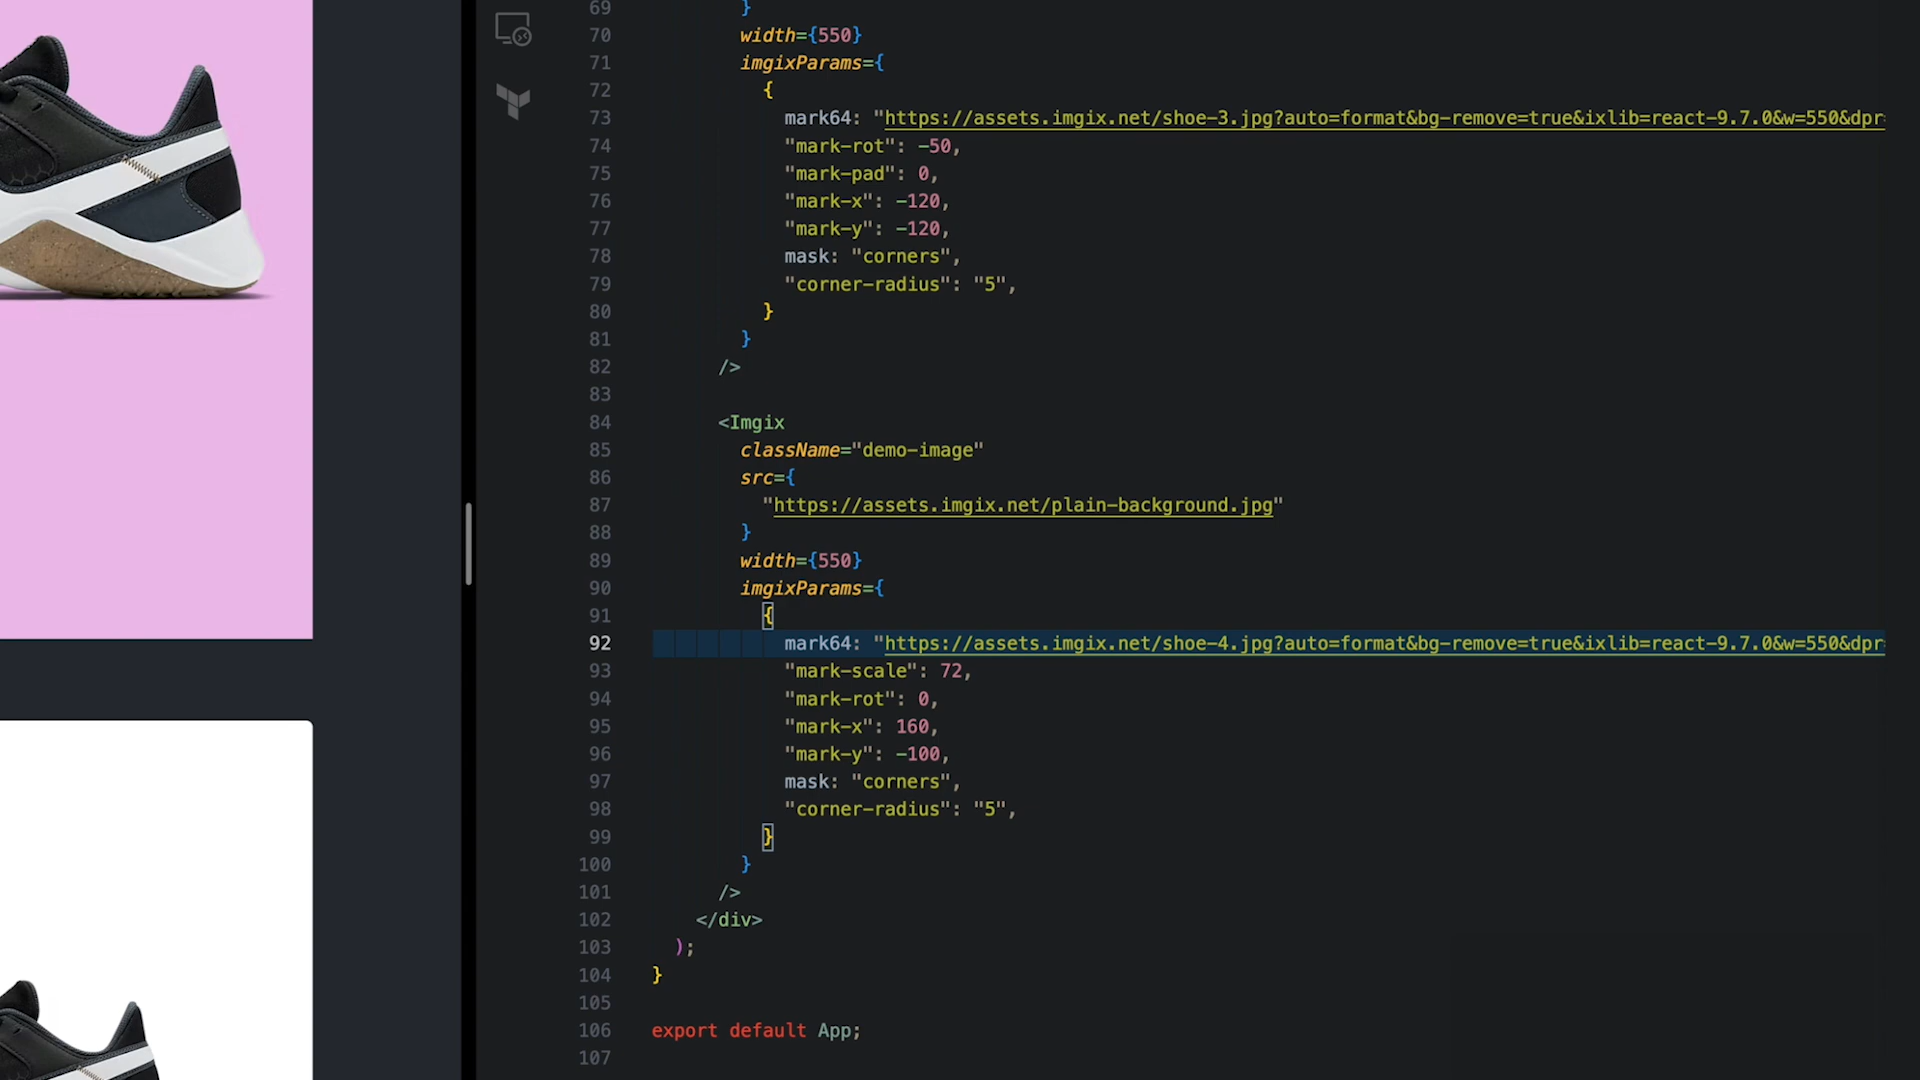 69 }
70 width={550}
71 imgixParams={
72 {
73 mark64: "https://assets.imgix.net/shoe-3.jpg?auto=format&bg-remove=true&ixlib=react-9.7.0&w=550&dpr=
74 "mark-rot": -50,
75 "mark-pad": 0,
76 "mark-x": -120,
77 "mark-y": -120,
78 mask: "corners",
79 "corner-radius": "5",
80 }
81 }
82 />
83
84 <Imgix
85 className="demo-image"
86 src={
87 "https://assets.imgix.net/plain-background.jpg"
88 }
89 width={550}
90 imgixParams={
91 {
92 mark64: "https://assets.imgix.net/shoe-4.jpg?auto=format&bg-remove=true&ixlib=react-9.7.0&w=550&dpr=
93 "mark-scale": 72,
94 "mark-rot": 0,
95 "mark-x": 160,
96 "mark-y": -100,
97 mask: "corners",
98 "corner-radius": "5",
99 }
100 }
101 />
102 </div>
103 );
104 }
105
106 export default App;
107